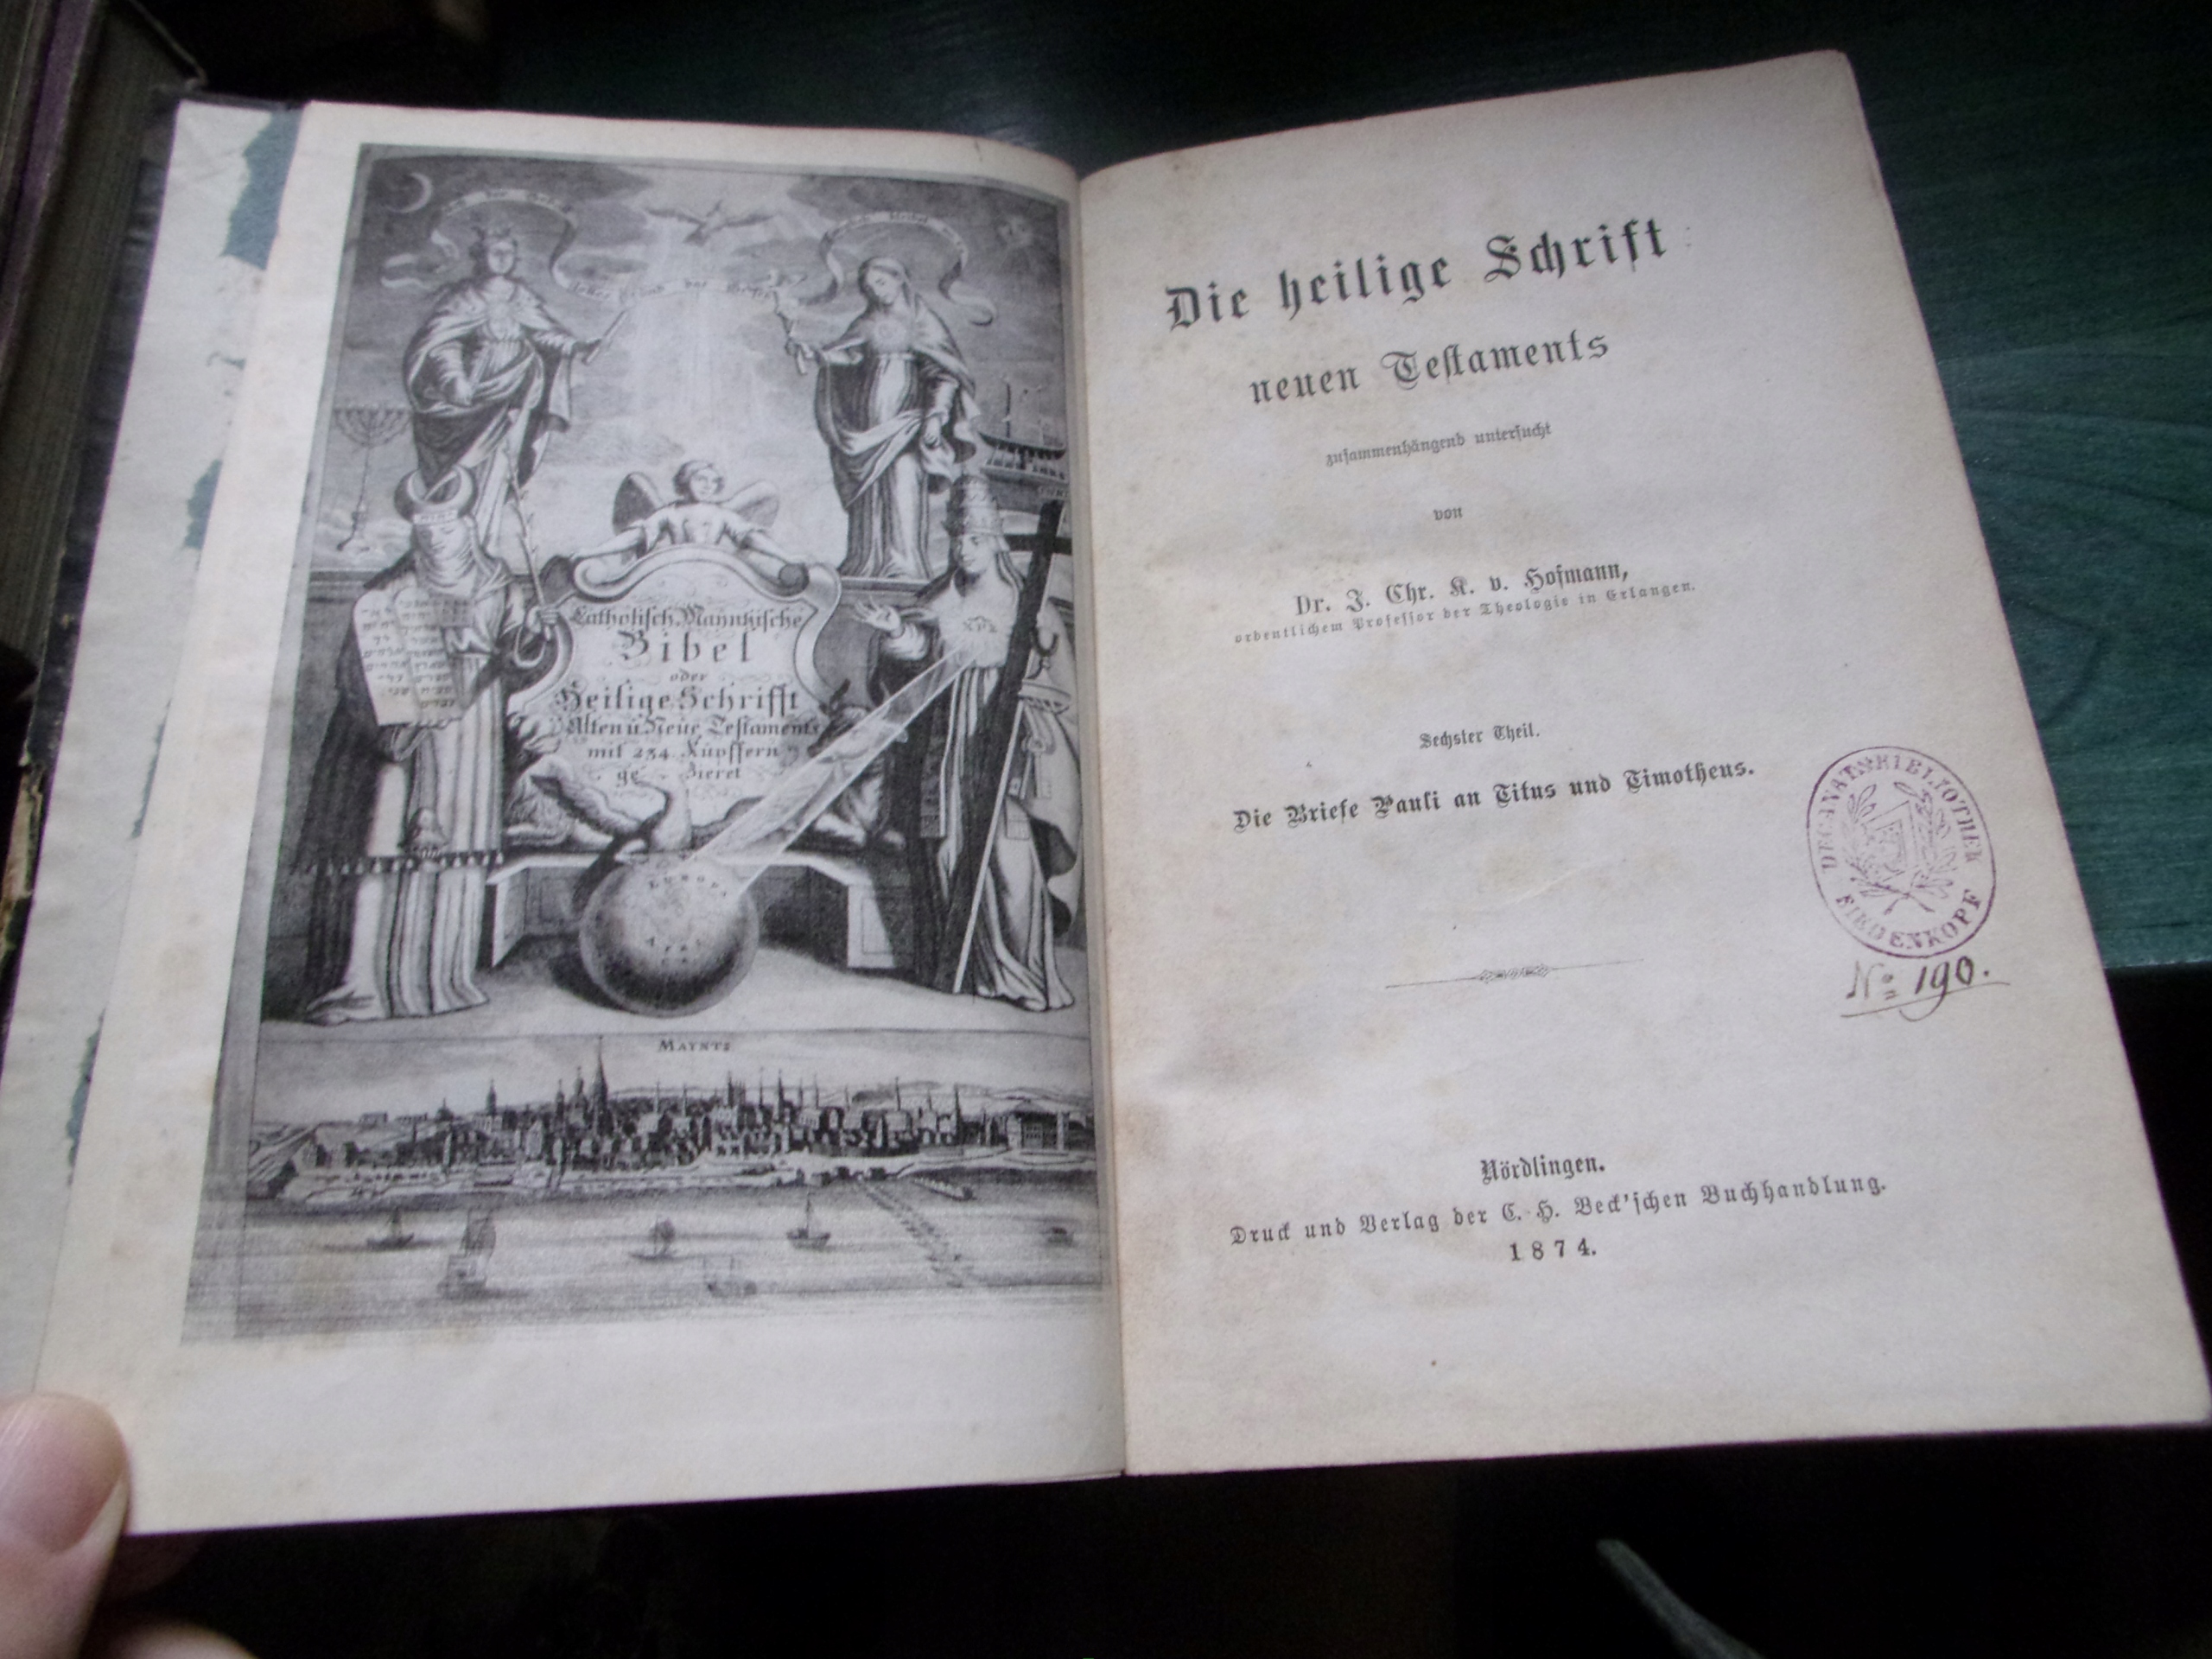 Catholisch. Mayntzische
Bibel
oder
Heilige Schrifft
Alten u. Neue Testaments
mit 234 Kupffern
ge- zieret
EUROPA
MAYNTZ
Die heilige Schrift
neuen Testaments
zusammenhängend untersucht
von
Dr. J. Chr. K. v. Hofmann,
ordentlichem Professor der Theologie in Erlangen.
Sechster Theil.
Die Briefe Pauli an Titus und Timotheus.
DECANATSBIBLIOTHEK
BIEDENKOPF
No 190.
Nördlingen.
Druck und Verlag der C. H. Beck'schen Buchhandlung.
1874.